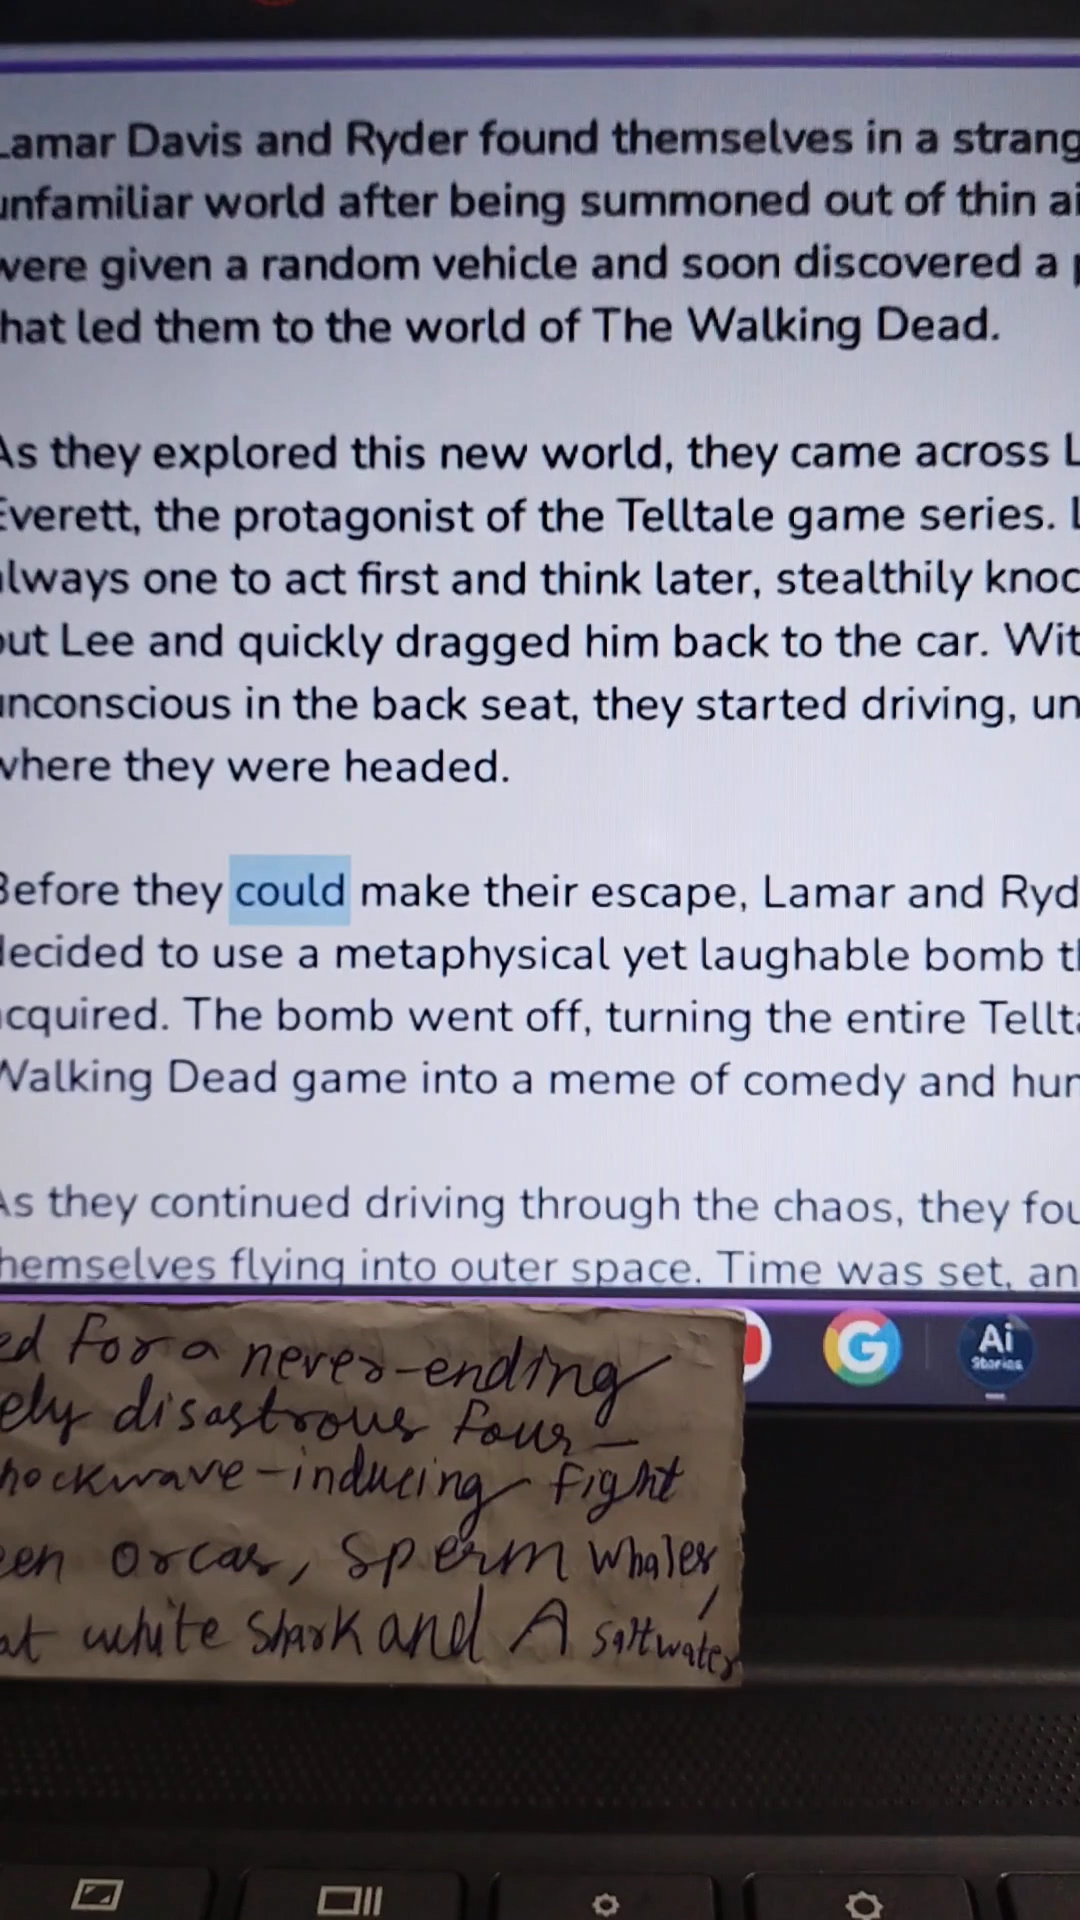 Lamar Davis and Ryder found themselves in a strang
unfamiliar world after being summoned out of thin ai
were given a random vehicle and soon discovered a p
hat led them to the world of The Walking Dead.
As they explored this new world, they came across L
Everett, the protagonist of the Telltale game series. L
always one to act first and think later, stealthily knoc
out Lee and quickly dragged him back to the car. Wit
unconscious in the back seat, they started driving, un
where they were headed.
Before they could make their escape, Lamar and Ryd
decided to use a metaphysical yet laughable bomb th
acquired. The bomb went off, turning the entire Tellta
Walking Dead game into a meme of comedy and hum
As they continued driving through the chaos, they fou
hemselves flying into outer space. Time was set, an
ed for a never-ending
ely disastrous four-
hockwave-inducing fight
een orcas, sperm whales,
at white shark and A saltwater
G
Ai
Stories